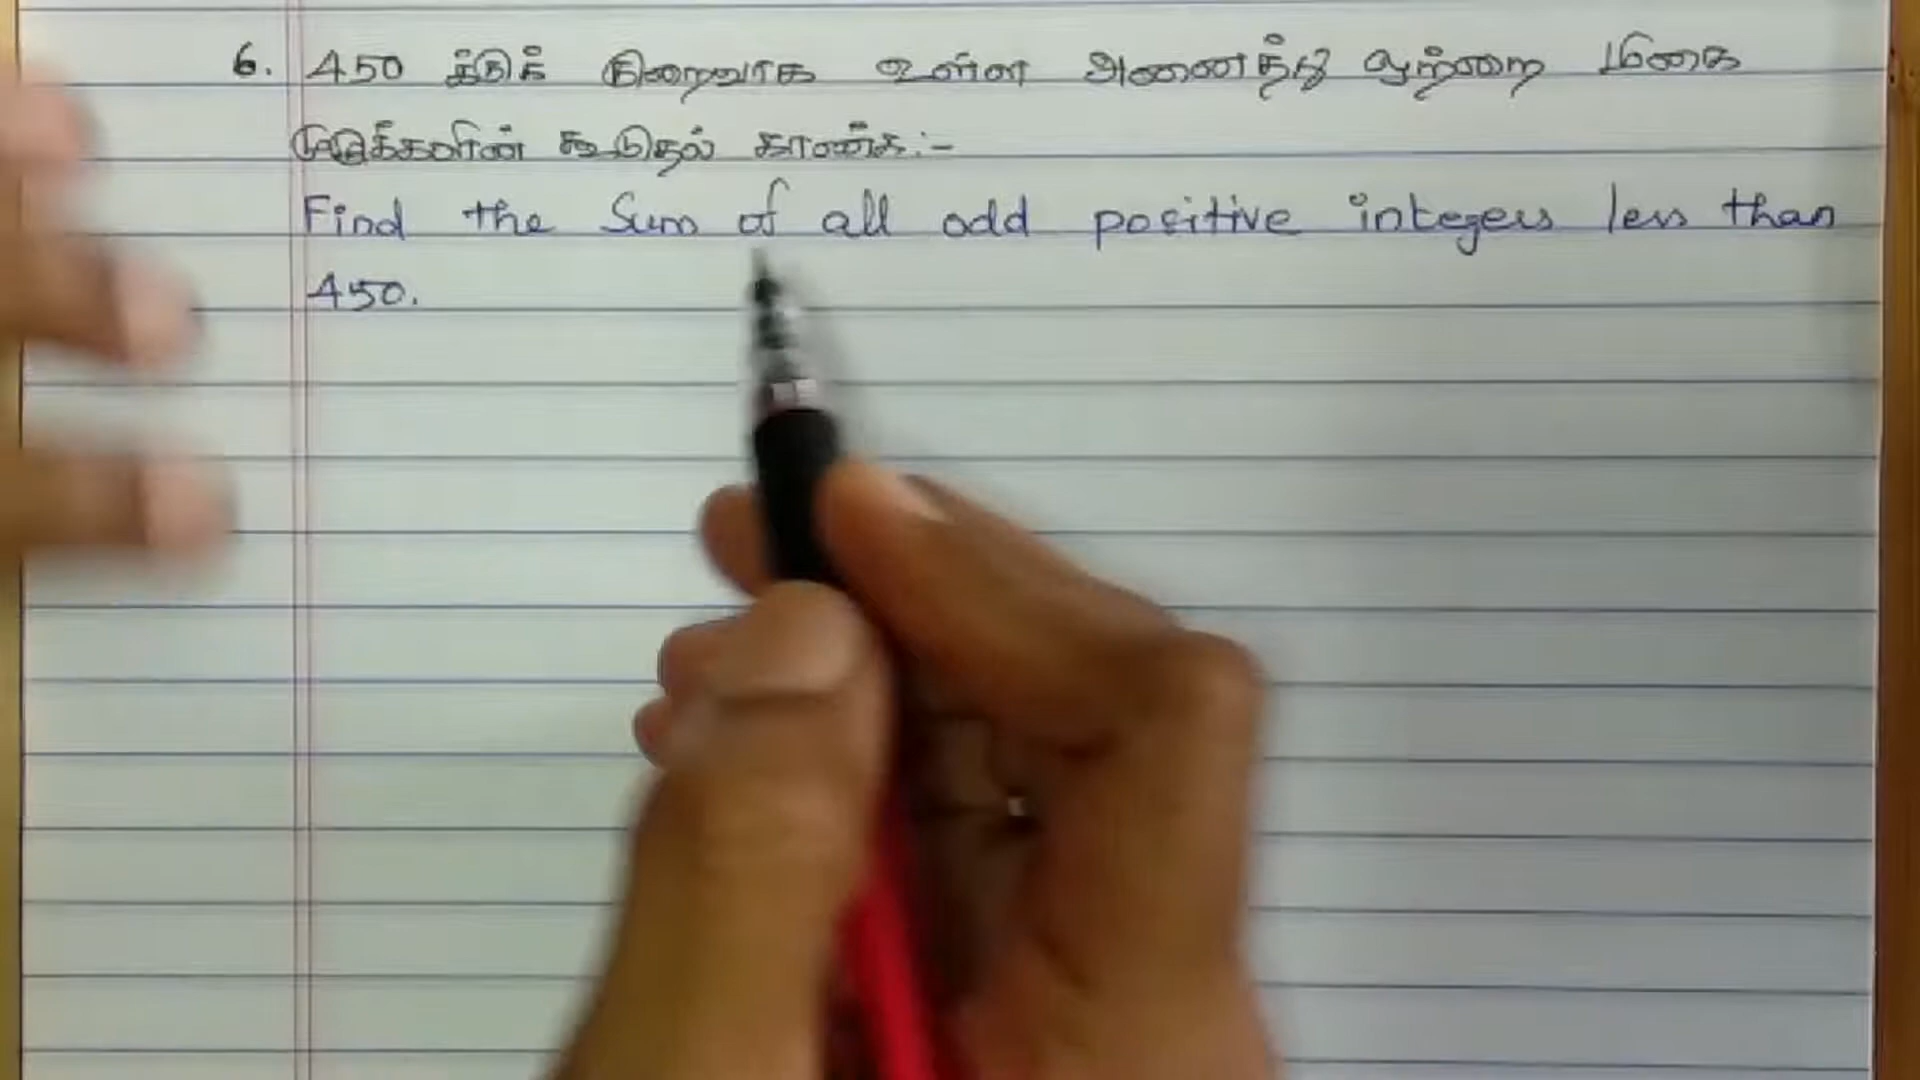 6. 450 க்குக் குறைவாக உள்ள அனைத்து ஒற்றை மிகை
முழுக்களின் கூடுதல் காண்க:-
Find the Sum of all odd positive integers less than
450.